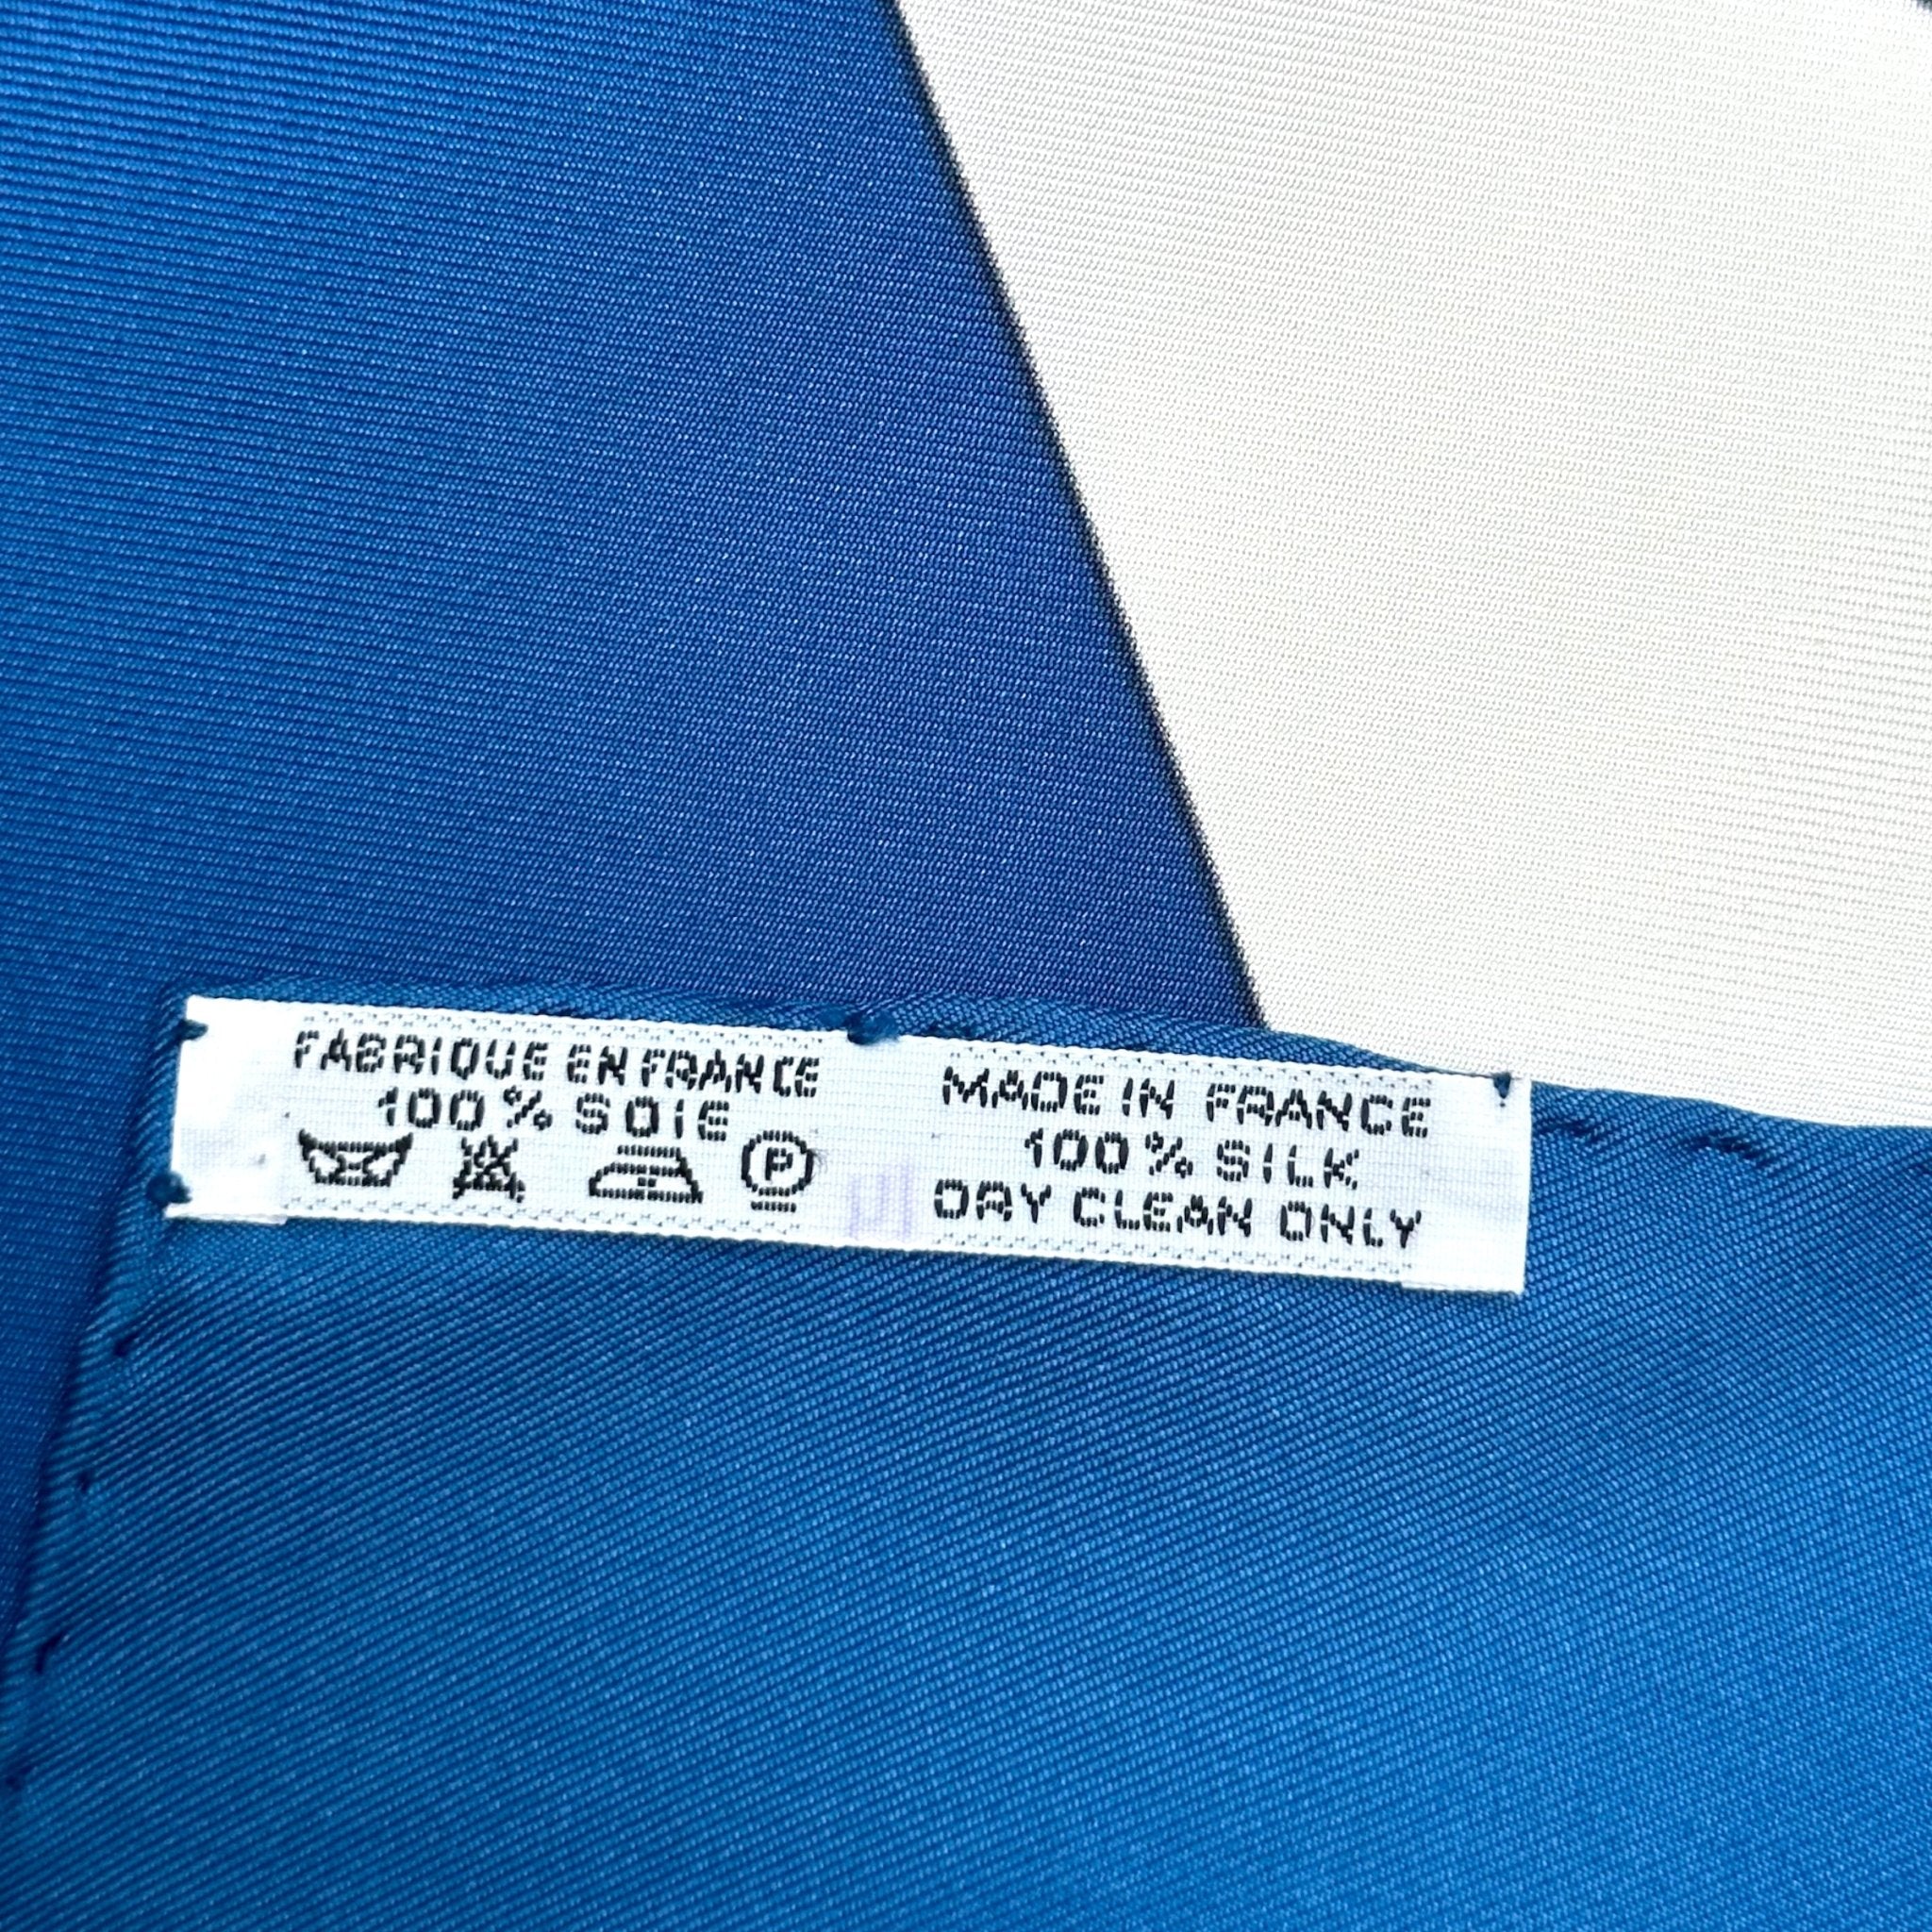 FABRIQUE EN FRANCE
100% SOIE
P
MADE IN FRANCE
100% SILK
DRY CLEAN ONLY